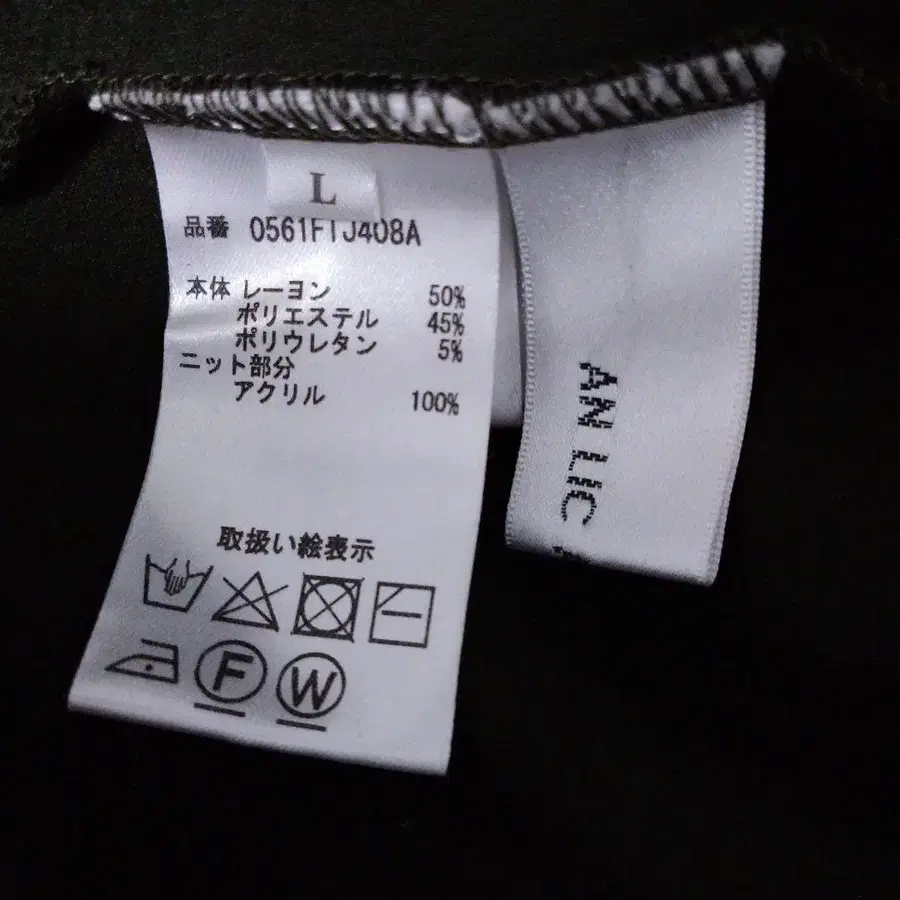 L
品番 0561FTJ408A
本体 レーヨン 50%
ポリエステル 45%
ポリウレタン 5%
ニット部分
アクリル 100%
取扱い絵表示
F W
AN LIC